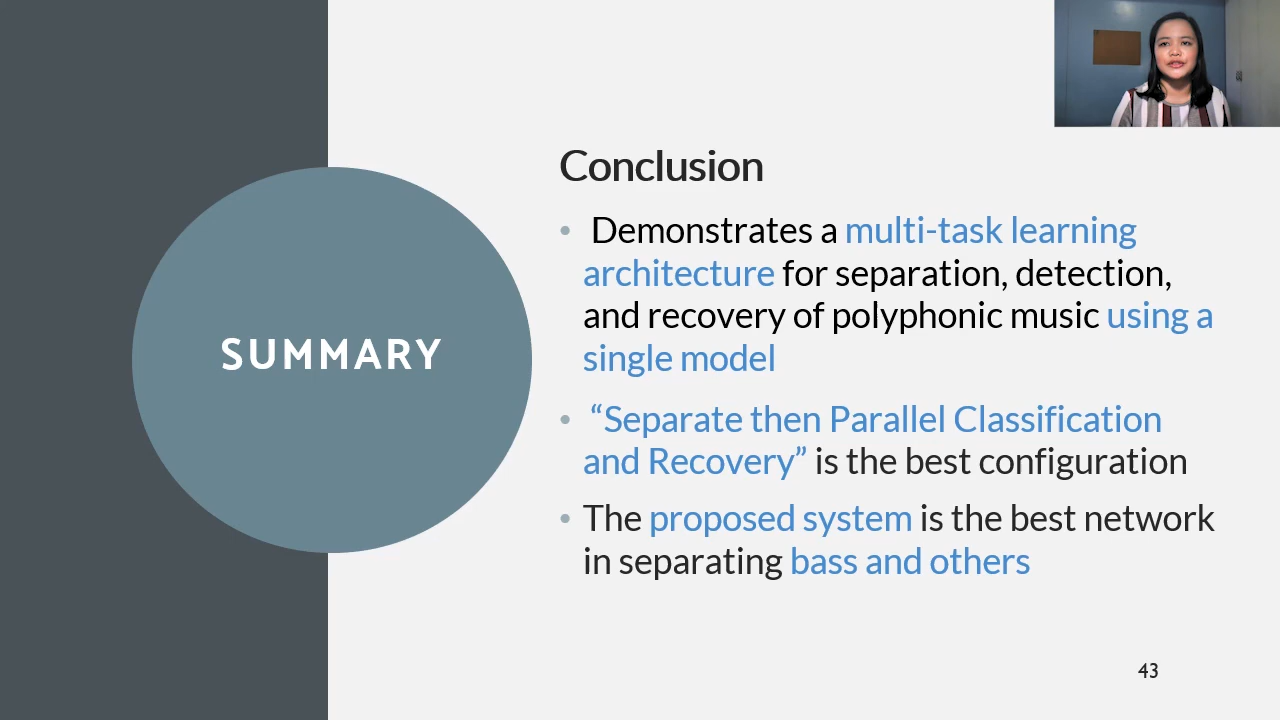 SUMMARY
Conclusion
• Demonstrates a multi-task learning
architecture for separation, detection,
and recovery of polyphonic music using a
single model
• “Separate then Parallel Classification
and Recovery” is the best configuration
• The proposed system is the best network
in separating bass and others
43